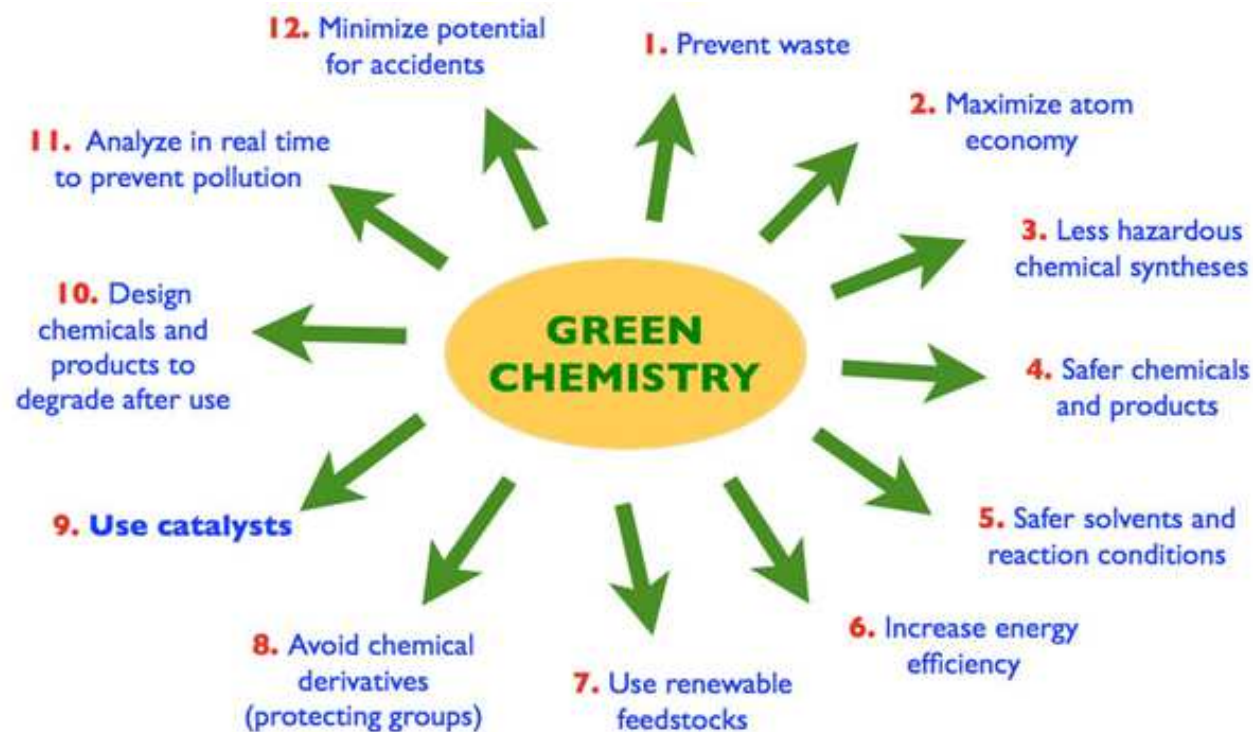 GREEN
CHEMISTRY
1. Prevent waste
2. Maximize atom
economy
3. Less hazardous
chemical syntheses
4. Safer chemicals
and products
5. Safer solvents and
reaction conditions
6. Increase energy
efficiency
7. Use renewable
feedstocks
8. Avoid chemical
derivatives
(protecting groups)
9. Use catalysts
10. Design
chemicals and
products to
degrade after use
11. Analyze in real time
to prevent pollution
12. Minimize potential
for accidents